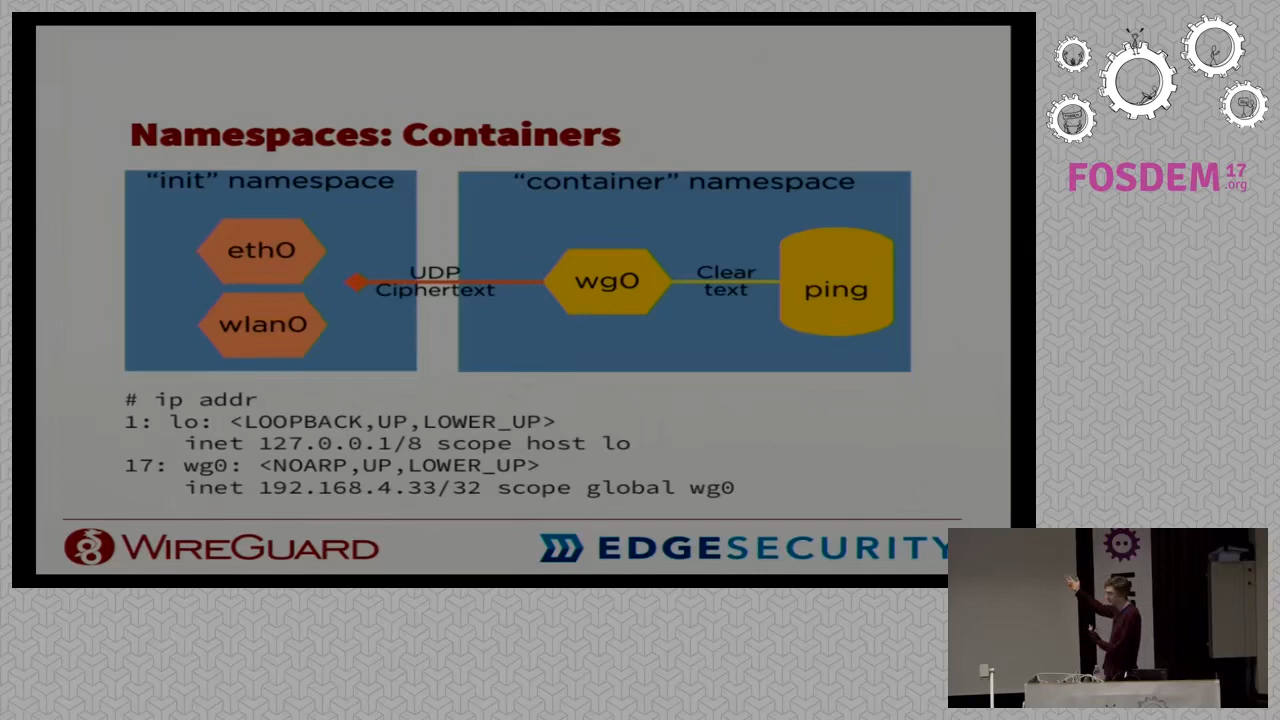 Namespaces: Containers
“init” namespace
“container” namespace
eth0
wlan0
UDP
Ciphertext
wg0
Clear
text
ping
# ip addr
1: lo: <LOOPBACK,UP,LOWER_UP>
inet 127.0.0.1/8 scope host lo
17: wg0: <NOARP,UP,LOWER_UP>
inet 192.168.4.33/32 scope global wg0
WIREGUARD
EDGESECURITY
FOSDEM 17
.org